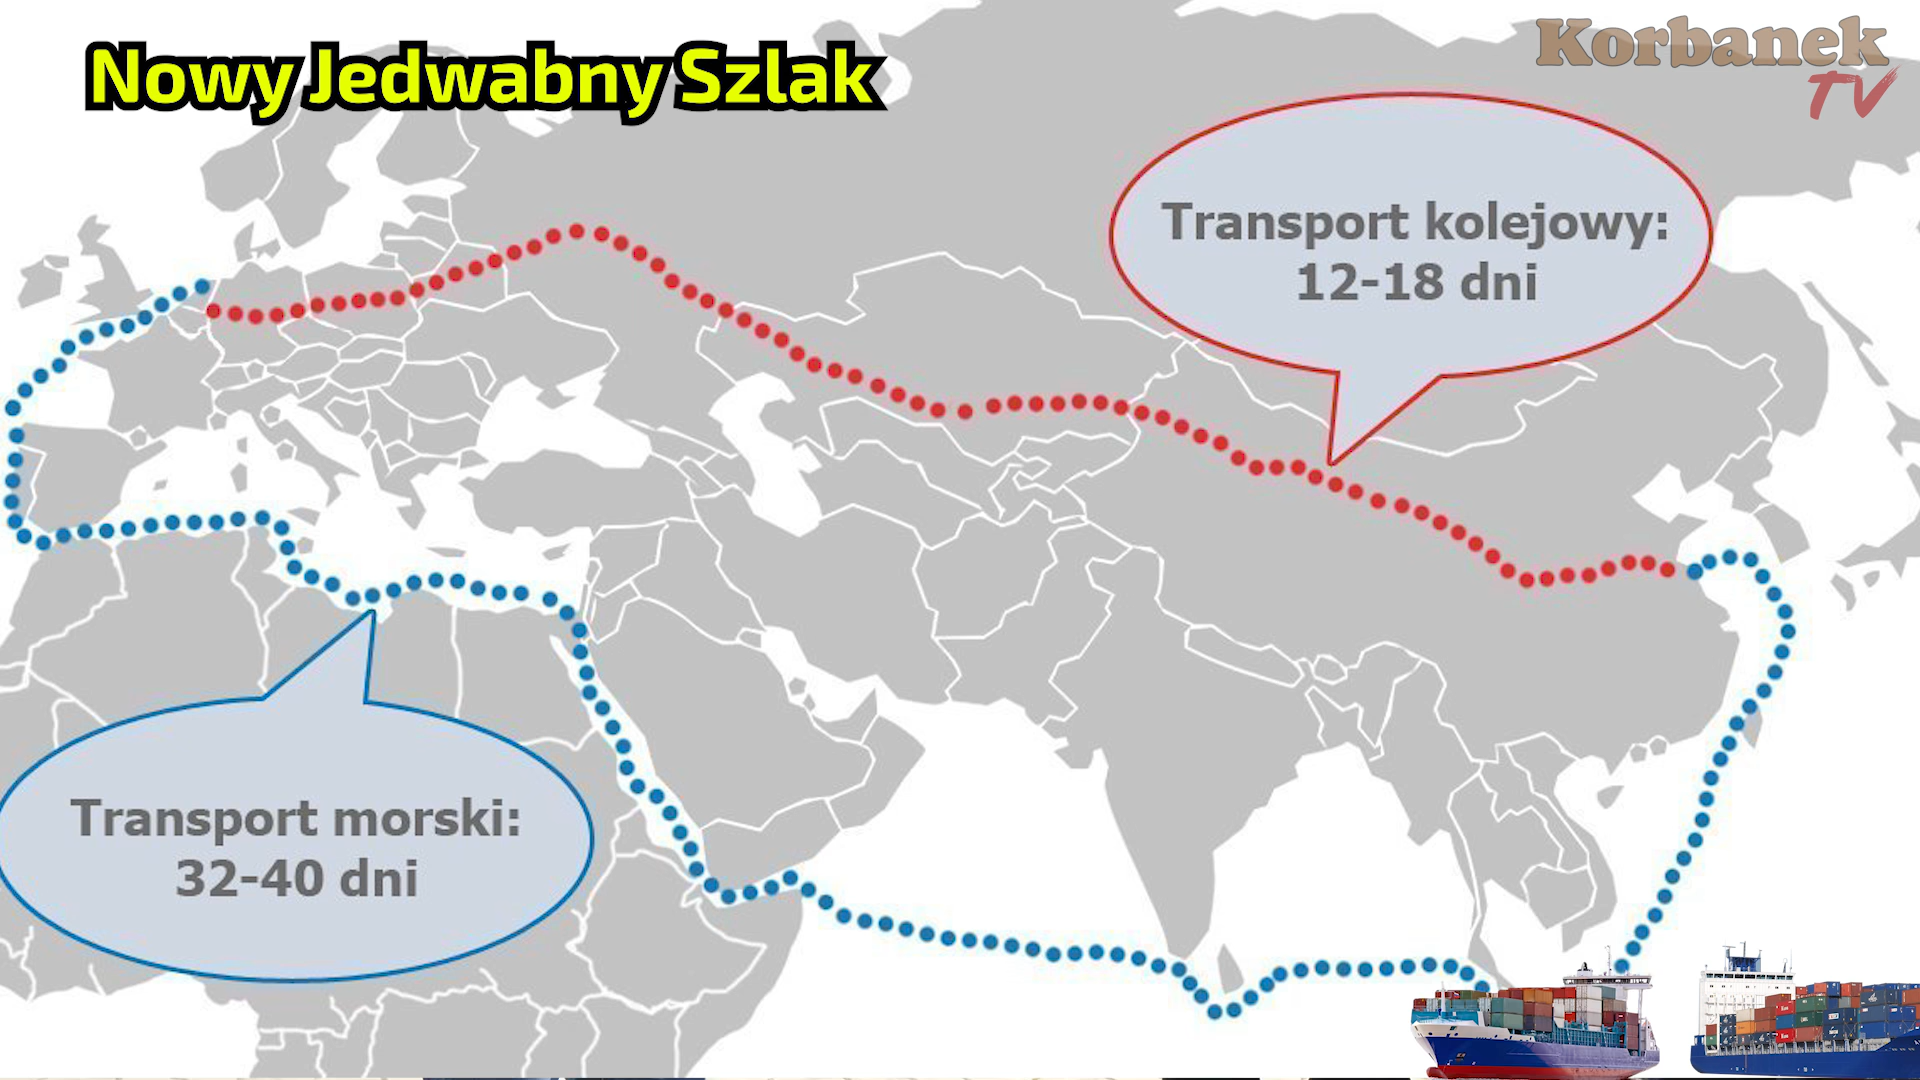 Nowy Jedwabny Szlak
Korbanek
TV
Transport kolejowy:
12-18 dni
Transport morski:
32-40 dni